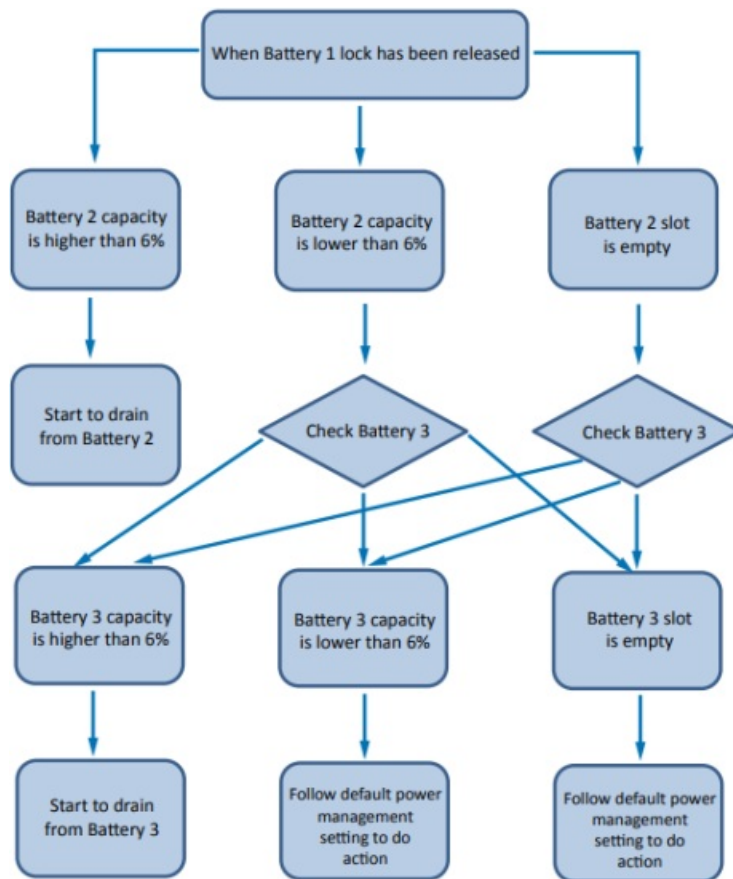 When Battery 1 lock has been released
Battery 2 capacity
is higher than 6%
Battery 2 capacity
is lower than 6%
Battery 2 slot
is empty
Start to drain
from Battery 2
Check Battery 3
Check Battery 3
Battery 3 capacity
is higher than 6%
Battery 3 capacity
is lower than 6%
Battery 3 slot
is empty
Start to drain
from Battery 3
Follow default power
management
setting to do
action
Follow default power
management
setting to do
action